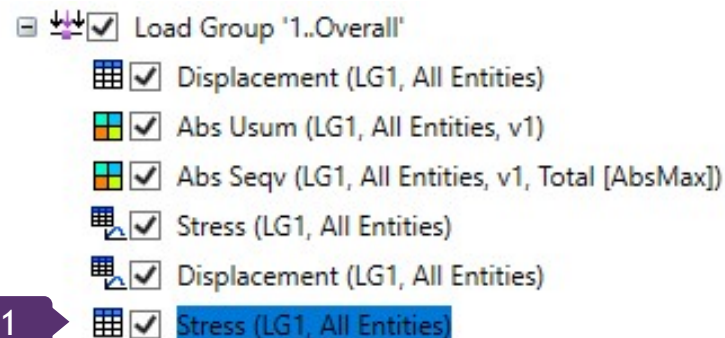 Load Group '1..Overall'
Displacement (LG1, All Entities)
Abs Usum (LG1, All Entities, v1)
Abs Seqv (LG1, All Entities, v1, Total [AbsMax])
Stress (LG1, All Entities)
Displacement (LG1, All Entities)
1 Stress (LG1, All Entities)